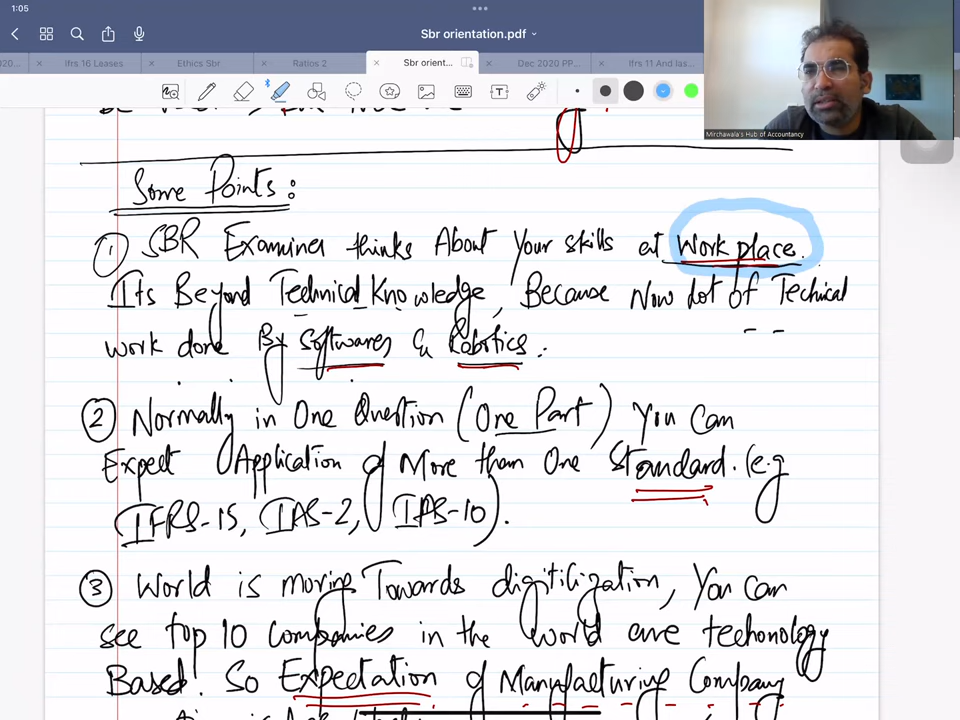 1:05
Sbr orientation.pdf
2020...
Ifrs 16 Leases
Ethics Sbr
Ratios 2
Sbr orient...
Dec 2020 PP...
Ifrs 11 And Ias...
Mirchawala's Hub of Accountancy
Some Points:
① SBR Examiner thinks About Your skills at Work place.
Its Beyond Technical Knowledge, Because Now Lot of Techical
work done By Softwares & Robotics.
② Normally in One Question (One Part) You Can
Expect Application of More than One Standard. (e.g
IFRS-15, IAS-2, IAS-10).
③ World is moving Towards digitilization, You Can
see top 10 Companies in the world are techonology
Based! So Expectation of Manufacturing Company